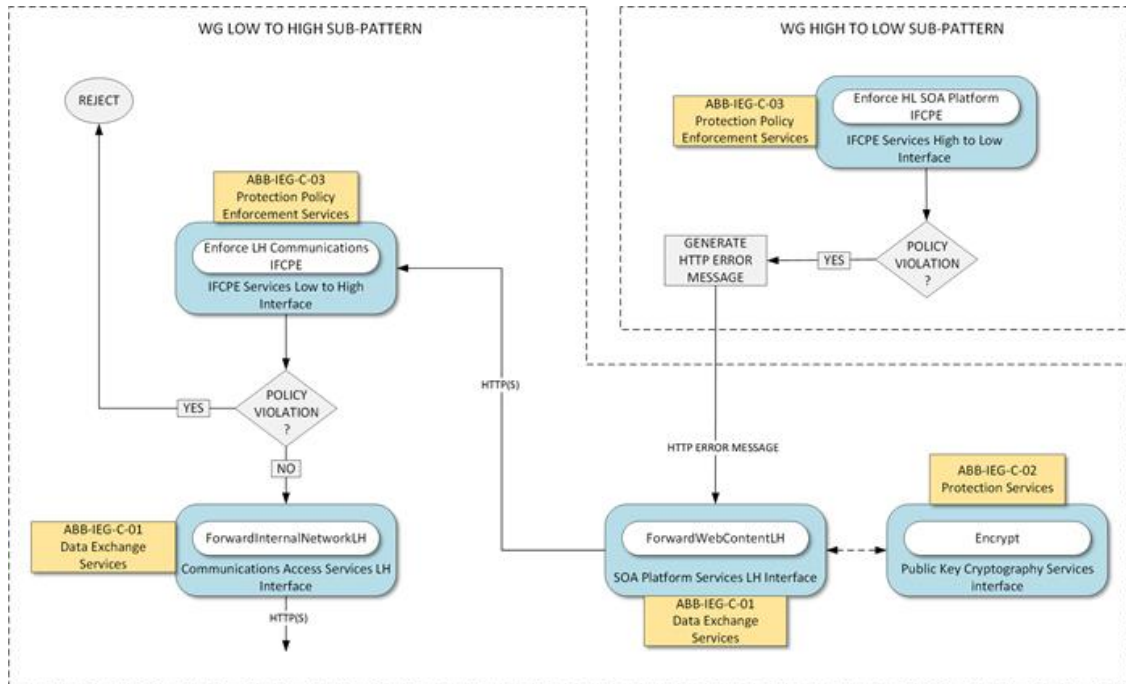 WG LOW TO HIGH SUB-PATTERN
WG HIGH TO LOW SUB-PATTERN
REJECT
ABB-IEG-C-03
Protection Policy
Enforcement Services
Enforce HL SOA Platform
IFCPE
IFCPE Services High to Low
Interface
ABB-IEG-C-03
Protection Policy
Enforcement Services
Enforce LH Communications
IFCPE
IFCPE Services Low to High
Interface
GENERATE
HTTP ERROR
MESSAGE
YES
POLICY
VIOLATION
?
HTTP(S)
YES
POLICY
VIOLATION
?
NO
HTTP ERROR MESSAGE
ABB-IEG-C-02
Protection Services
ABB-IEG-C-01
Data Exchange
Services
ForwardInternalNetworkLH
Communications Access Services LH
Interface
HTTP(S)
ForwardWebContentLH
SOA Platform Services LH Interface
ABB-IEG-C-01
Data Exchange
Services
Encrypt
Public Key Cryptography Services
interface